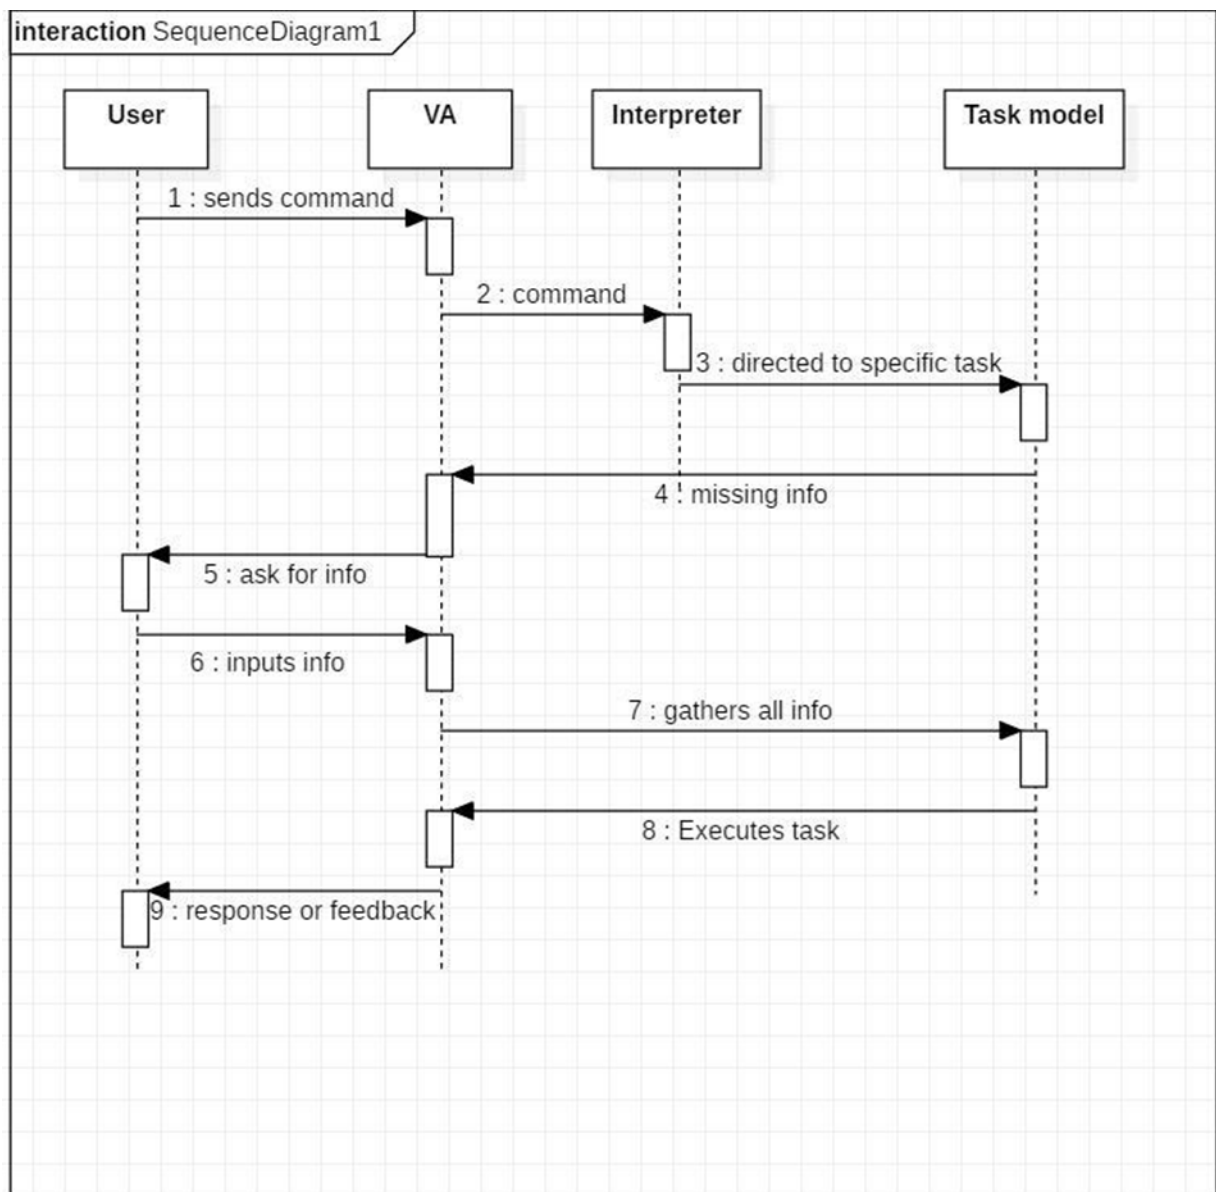 interaction SequenceDiagram1
User
VA
Interpreter
Task model
1 : sends command
2 : command
3 : directed to specific task
4 : missing info
5 : ask for info
6 : inputs info
7 : gathers all info
8 : Executes task
9 : response or feedback